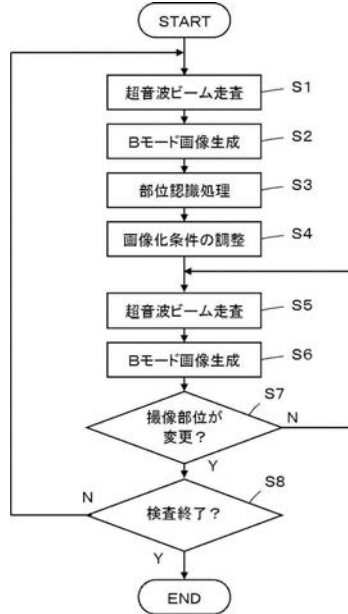 START
超音波ビーム走査
S1
Bモード画像生成
S2
部位認識処理
S3
画像化条件の調整
S4
超音波ビーム走査
S5
Bモード画像生成
S6
S7
撮像部位が
変更?
N
Y
S8
N
検査終了?
Y
END